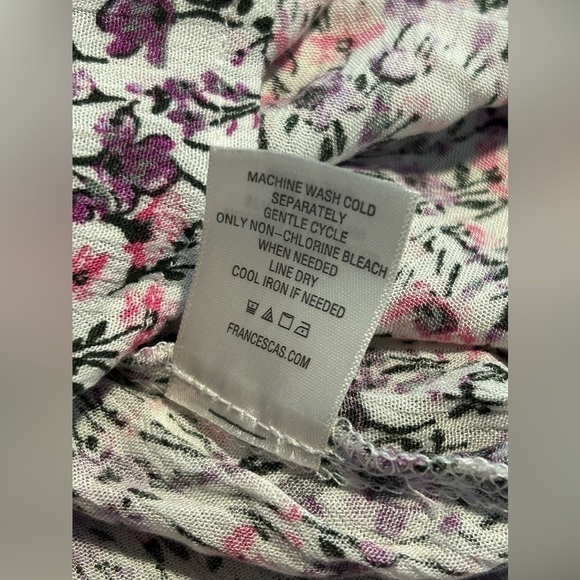 MACHINE WASH COLD
SEPARATELY
GENTLE CYCLE
ONLY NON-CHLORINE BLEACH
WHEN NEEDED
LINE DRY
COOL IRON IF NEEDED
FRANCESCAS.COM